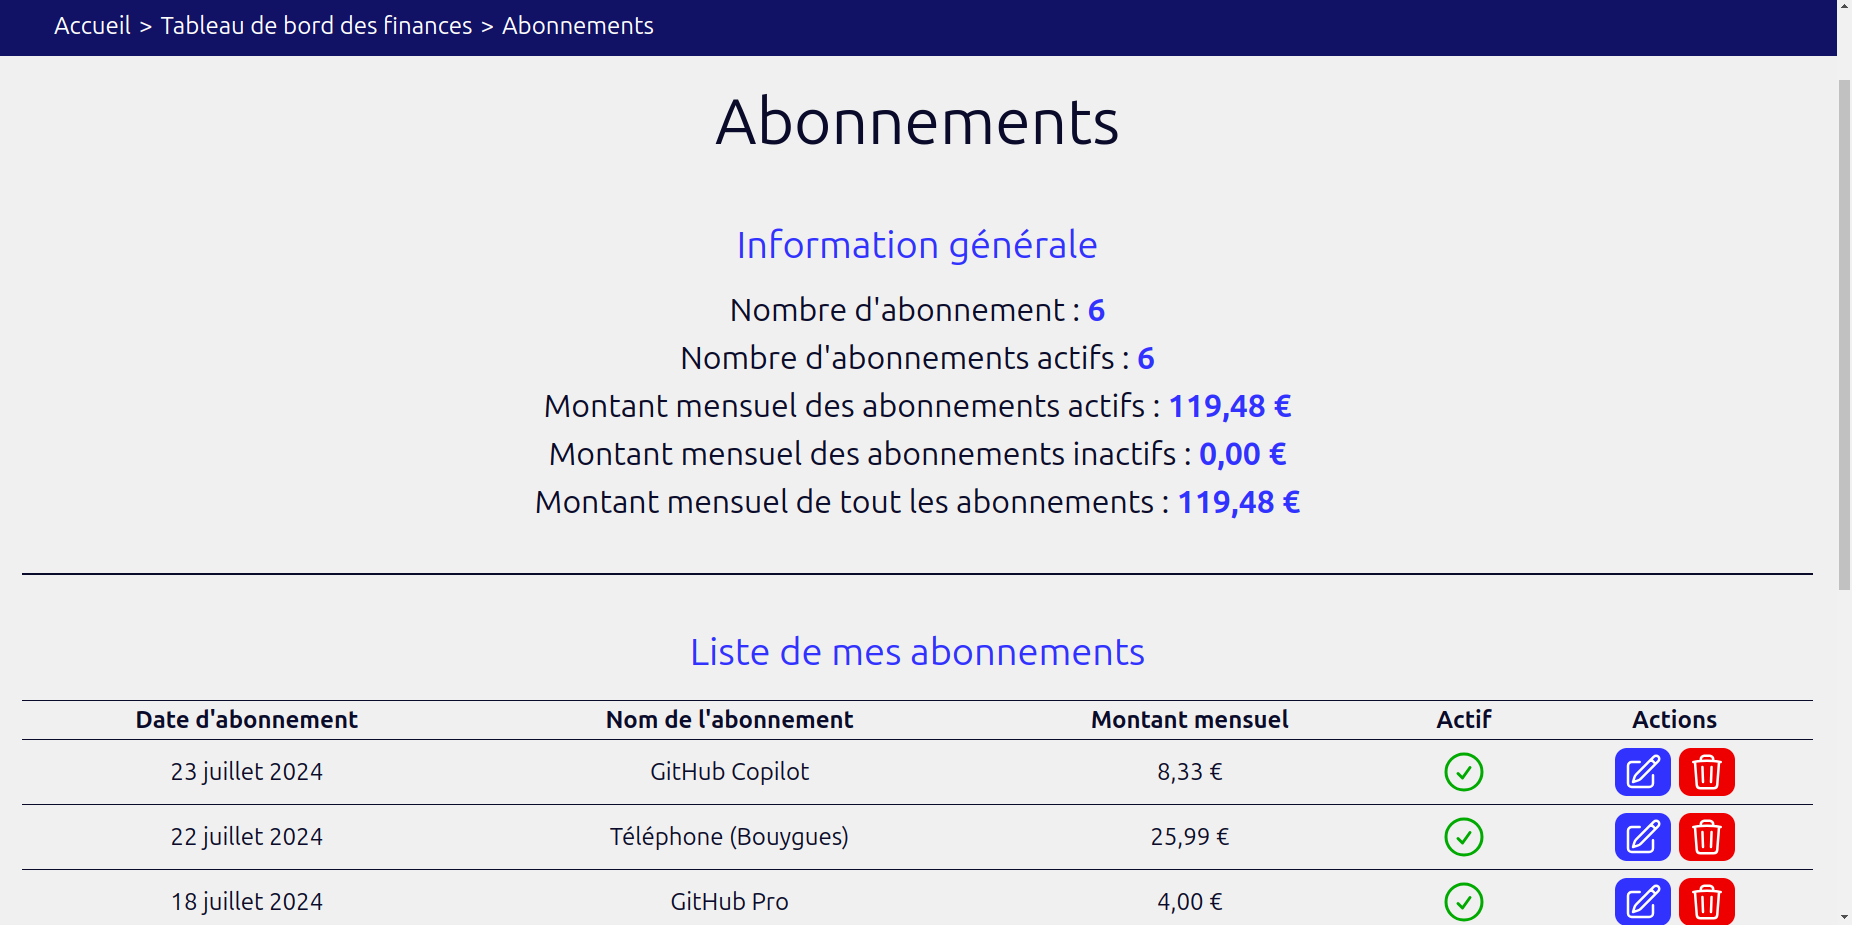 Accueil > Tableau de bord des finances > Abonnements
Abonnements
Information générale
Nombre d'abonnement : 6
Nombre d'abonnements actifs : 6
Montant mensuel des abonnements actifs : 119,48 €
Montant mensuel des abonnements inactifs : 0,00 €
Montant mensuel de tout les abonnements : 119,48 €
Liste de mes abonnements
Date d'abonnement Nom de l'abonnement Montant mensuel Actif Actions
23 juillet 2024 GitHub Copilot 8,33 €
22 juillet 2024 Téléphone (Bouygues) 25,99 €
18 juillet 2024 GitHub Pro 4,00 €